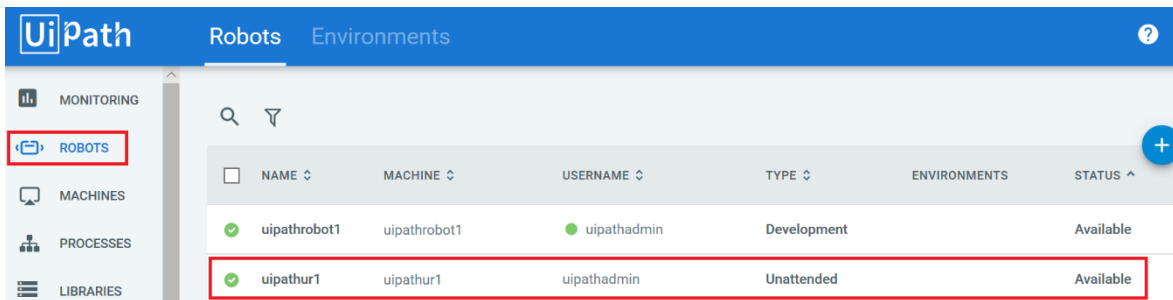 UiPath Robots Environments ?
MONITORING
ROBOTS
MACHINES
PROCESSES
LIBRARIES
NAME MACHINE USERNAME TYPE ENVIRONMENTS STATUS
uipathrobot1 uipathrobot1 uipathadmin Development Available
uipathur1 uipathur1 uipathadmin Unattended Available